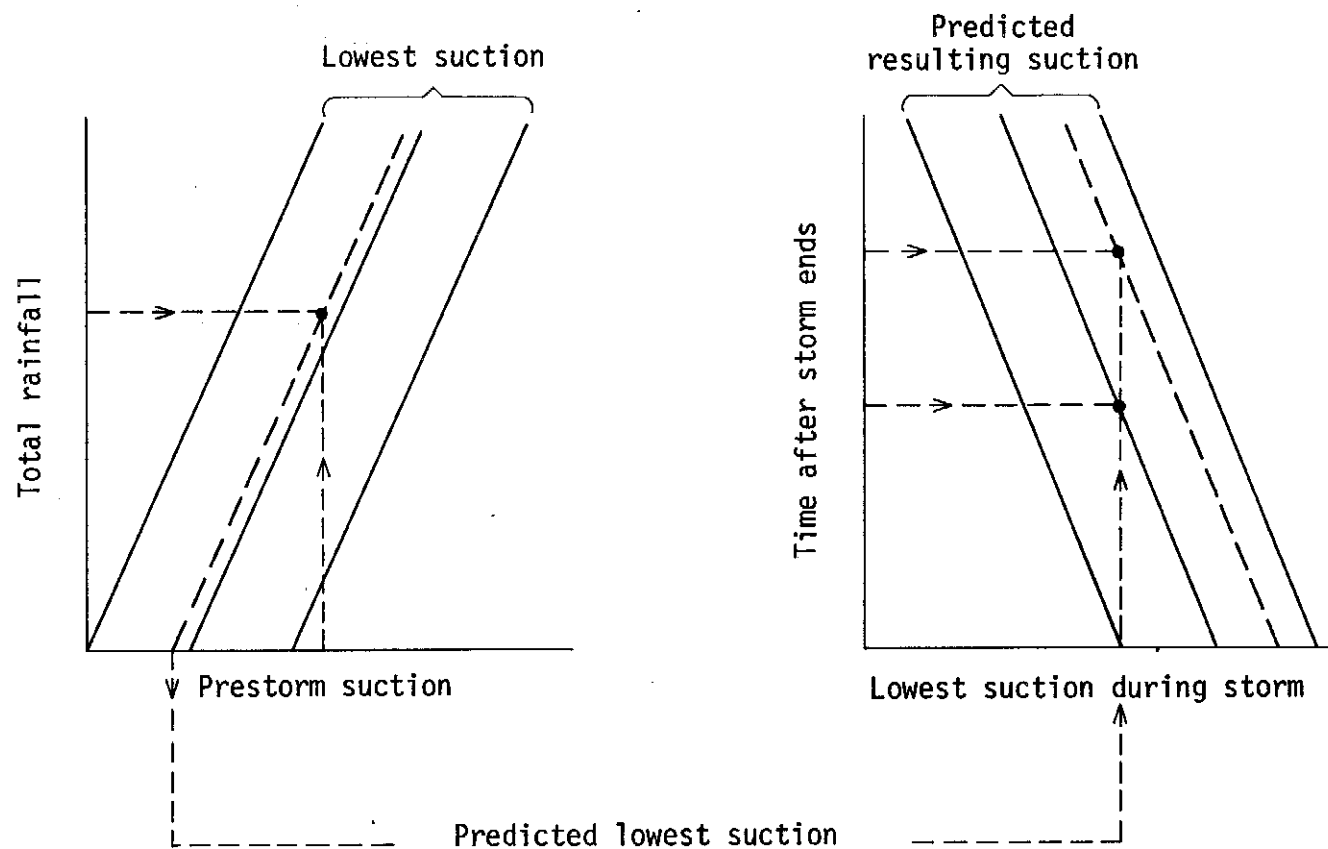 Lowest suction
Total rainfall
Prestorm suction
Predicted
resulting suction
Time after storm ends
Lowest suction during storm
Predicted lowest suction